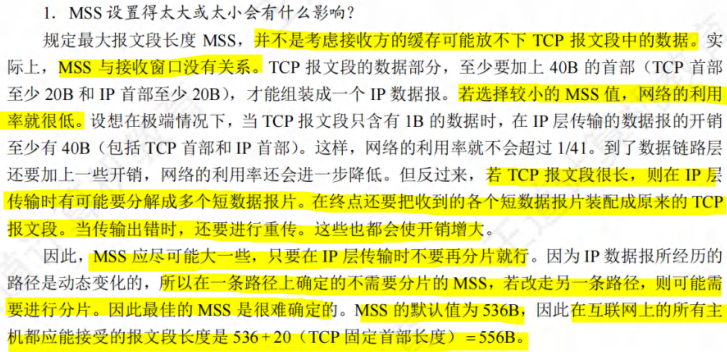 1．MSS 设置得太大或太小会有什么影响？
规定最大报文段长度 MSS，并不是考虑接收方的缓存可能放不下 TCP 报文段中的数据。实
际上，MSS 与接收窗口没有关系。TCP 报文段的数据部分，至少要加上 40B 的首部（TCP 首部
至少 20B 和 IP 首部至少 20B），才能组装成一个 IP 数据报。若选择较小的 MSS 值，网络的利用
率就很低。设想在极端情况下，当 TCP 报文段只含有 1B 的数据时，在 IP 层传输的数据报的开销
至少有 40B（包括 TCP 首部和 IP 首部）。这样，网络的利用率就不会超过 1/41。到了数据链路层
还要加上一些开销，网络的利用率还会进一步降低。但反过来，若 TCP 报文段很长，则在 IP 层
传输时有可能要分解成多个短数据报片。在终点还要把收到的各个短数据报片装配成原来的 TCP
报文段。当传输出错时，还要进行重传。这些也都会使开销增大。
因此，MSS 应尽可能大一些，只要在 IP 层传输时不要再分片就行。因为 IP 数据报所经历的
路径是动态变化的，所以在一条路径上确定的不需要分片的 MSS，若改走另一条路径，则可能需
要进行分片。因此最佳的 MSS 是很难确定的。MSS 的默认值为 536B，因此在互联网上的所有主
机都应能接受的报文段长度是 536+20（TCP 固定首部长度）=556B。